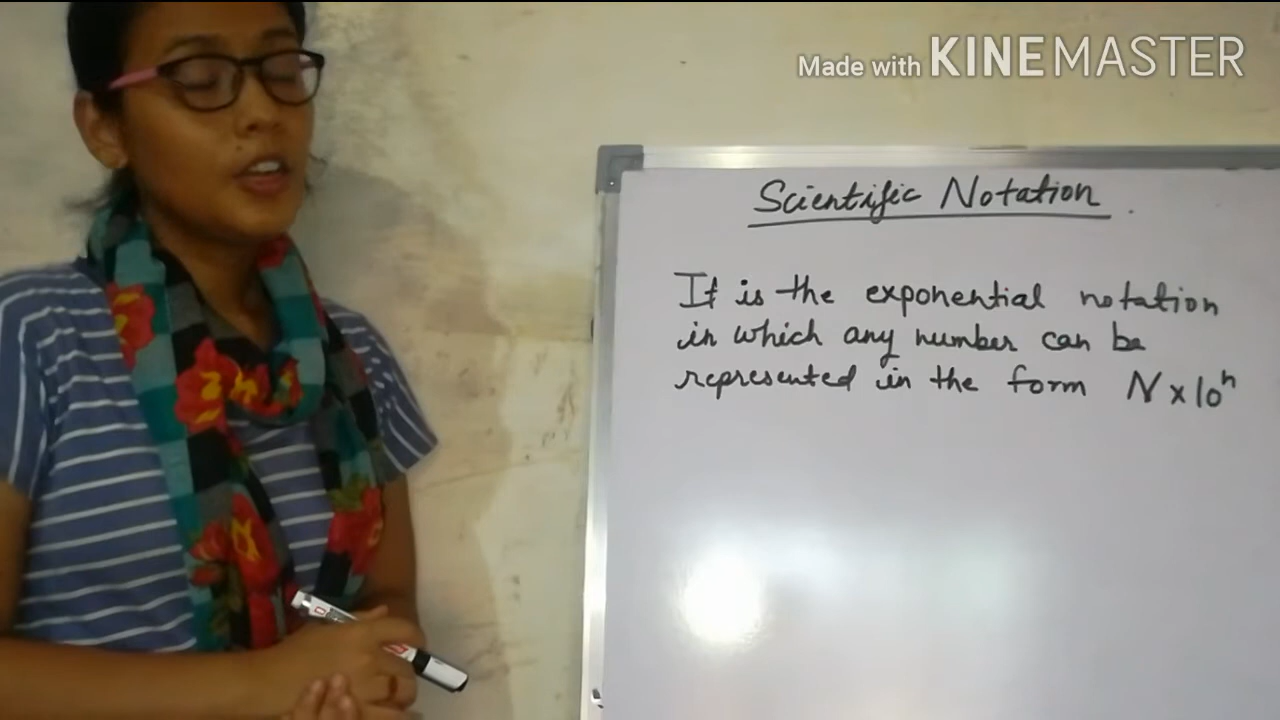 Made with KINEMASTER
Scientific Notation
It is the exponential notation
in which any number can be
represented in the form N x 10ⁿ